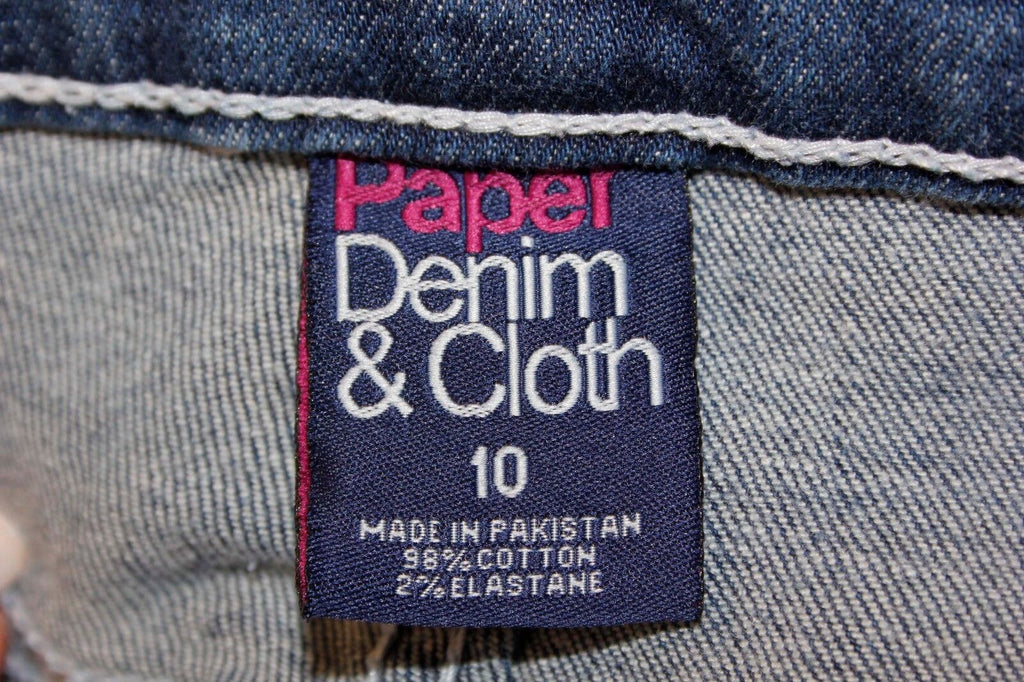 Paper
Denim
& Cloth
10
MADE IN PAKISTAN
98% COTTON
2% ELASTANE